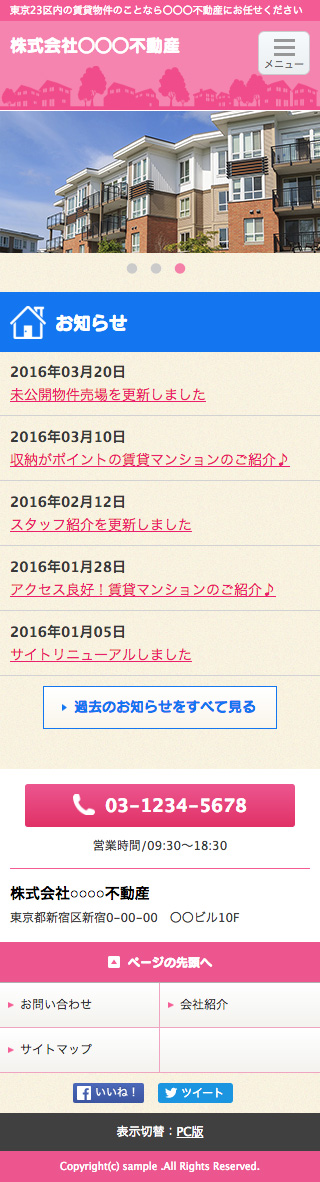 東京23区内の賃貸物件のことなら〇〇〇不動産にお任せください
株式会社〇〇〇不動産
メニュー
お知らせ
2016年03月20日
未公開物件売場を更新しました
2016年03月10日
収納がポイントの賃貸マンションのご紹介♪
2016年02月12日
スタッフ紹介を更新しました
2016年01月28日
アクセス良好！賃貸マンションのご紹介♪
2016年01月05日
サイトリニューアルしました
過去のお知らせをすべて見る
03-1234-5678
営業時間/09:30〜18:30
株式会社○○○○不動産
東京都新宿区新宿0-00-00　〇〇ビル10F
ページの先頭へ
お問い合わせ
会社紹介
サイトマップ
いいね！
ツイート
表示切替：PC版
Copyright(c) sample .All Rights Reserved.